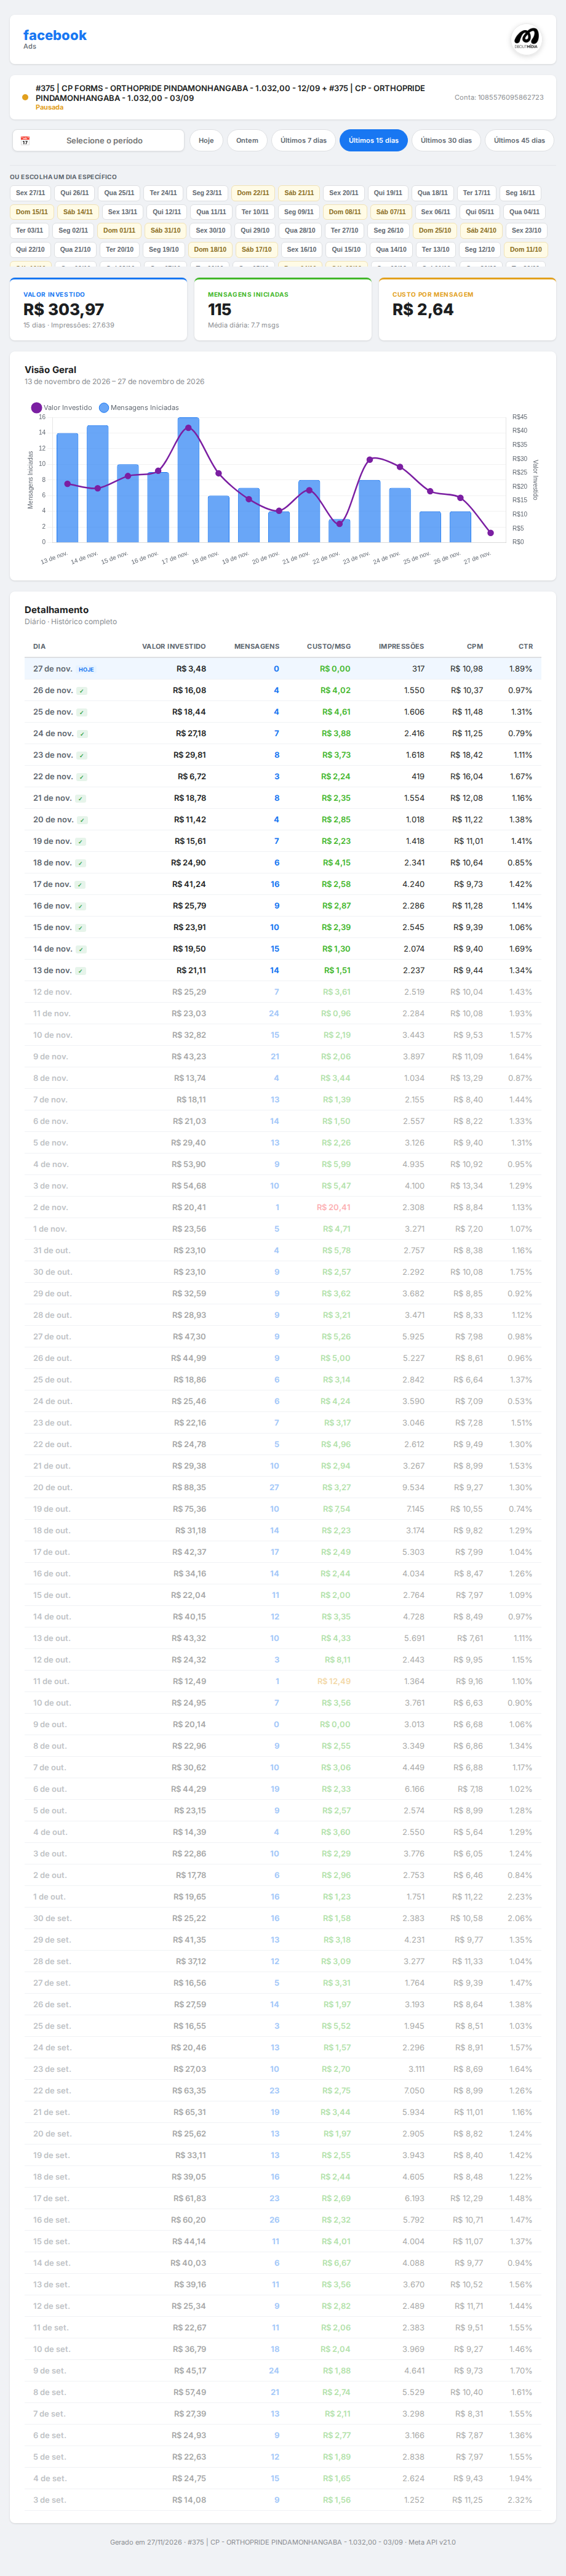 facebook
Ads
2BCULT MÍDIA
#375 | CP FORMS - ORTHOPRIDE PINDAMONHANGABA - 1.032,00 - 12/09 + #375 | CP - ORTHOPRIDE
PINDAMONHANGABA - 1.032,00 - 03/09
Pausada
Conta: 1085576095862723
Selecione o período Hoje Ontem Últimos 7 dias Últimos 15 dias Últimos 30 dias Últimos 45 dias
OU ESCOLHA UM DIA ESPECÍFICO
Sex 27/11 Qui 26/11 Qua 25/11 Ter 24/11 Seg 23/11 Dom 22/11 Sáb 21/11 Sex 20/11 Qui 19/11 Qua 18/11 Ter 17/11 Seg 16/11
Dom 15/11 Sáb 14/11 Sex 13/11 Qui 12/11 Qua 11/11 Ter 10/11 Seg 09/11 Dom 08/11 Sáb 07/11 Sex 06/11 Qui 05/11 Qua 04/11
Ter 03/11 Seg 02/11 Dom 01/11 Sáb 31/10 Sex 30/10 Qui 29/10 Qua 28/10 Ter 27/10 Seg 26/10 Dom 25/10 Sáb 24/10 Sex 23/10
Qui 22/10 Qua 21/10 Ter 20/10 Seg 19/10 Dom 18/10 Sáb 17/10 Sex 16/10 Qui 15/10 Qua 14/10 Ter 13/10 Seg 12/10 Dom 11/10
VALOR INVESTIDO
R$ 303,97
15 dias · Impressões: 27.639
MENSAGENS INICIADAS
115
Média diária: 7.7 msgs
CUSTO POR MENSAGEM
R$ 2,64
Visão Geral
13 de novembro de 2026 – 27 de novembro de 2026
Valor Investido Mensagens Iniciadas
Mensagens Iniciadas
16
14
12
10
8
6
4
2
0
R$45
R$40
R$35
R$30
R$25
R$20
R$15
R$10
R$5
R$0
Valor Investido
13 de nov. 14 de nov. 15 de nov. 16 de nov. 17 de nov. 18 de nov. 19 de nov. 20 de nov. 21 de nov. 22 de nov. 23 de nov. 24 de nov. 25 de nov. 26 de nov. 27 de nov.
Detalhamento
Diário · Histórico completo
DIA VALOR INVESTIDO MENSAGENS CUSTO/MSG IMPRESSÕES CPM CTR
27 de nov. HOJE R$ 3,48 0 R$ 0,00 317 R$ 10,98 1.89%
26 de nov. ✓ R$ 16,08 4 R$ 4,02 1.550 R$ 10,37 0.97%
25 de nov. ✓ R$ 18,44 4 R$ 4,61 1.606 R$ 11,48 1.31%
24 de nov. ✓ R$ 27,18 7 R$ 3,88 2.416 R$ 11,25 0.79%
23 de nov. ✓ R$ 29,81 8 R$ 3,73 1.618 R$ 18,42 1.11%
22 de nov. ✓ R$ 6,72 3 R$ 2,24 419 R$ 16,04 1.67%
21 de nov. ✓ R$ 18,78 8 R$ 2,35 1.554 R$ 12,08 1.16%
20 de nov. ✓ R$ 11,42 4 R$ 2,85 1.018 R$ 11,22 1.38%
19 de nov. ✓ R$ 15,61 7 R$ 2,23 1.418 R$ 11,01 1.41%
18 de nov. ✓ R$ 24,90 6 R$ 4,15 2.341 R$ 10,64 0.85%
17 de nov. ✓ R$ 41,24 16 R$ 2,58 4.240 R$ 9,73 1.42%
16 de nov. ✓ R$ 25,79 9 R$ 2,87 2.286 R$ 11,28 1.14%
15 de nov. ✓ R$ 23,91 10 R$ 2,39 2.545 R$ 9,39 1.06%
14 de nov. ✓ R$ 19,50 15 R$ 1,30 2.074 R$ 9,40 1.69%
13 de nov. ✓ R$ 21,11 14 R$ 1,51 2.237 R$ 9,44 1.34%
12 de nov. R$ 25,29 7 R$ 3,61 2.519 R$ 10,04 1.43%
11 de nov. R$ 23,03 24 R$ 0,96 2.284 R$ 10,08 1.93%
10 de nov. R$ 32,82 15 R$ 2,19 3.443 R$ 9,53 1.57%
9 de nov. R$ 43,23 21 R$ 2,06 3.897 R$ 11,09 1.64%
8 de nov. R$ 13,74 4 R$ 3,44 1.034 R$ 13,29 0.87%
7 de nov. R$ 18,11 13 R$ 1,39 2.155 R$ 8,40 1.44%
6 de nov. R$ 21,03 14 R$ 1,50 2.557 R$ 8,22 1.33%
5 de nov. R$ 29,40 13 R$ 2,26 3.126 R$ 9,40 1.31%
4 de nov. R$ 53,90 9 R$ 5,99 4.935 R$ 10,92 0.95%
3 de nov. R$ 54,68 10 R$ 5,47 4.100 R$ 13,34 1.29%
2 de nov. R$ 20,41 1 R$ 20,41 2.308 R$ 8,84 1.13%
1 de nov. R$ 23,56 5 R$ 4,71 3.271 R$ 7,20 1.07%
31 de out. R$ 23,10 4 R$ 5,78 2.757 R$ 8,38 1.16%
30 de out. R$ 23,10 9 R$ 2,57 2.292 R$ 10,08 1.75%
29 de out. R$ 32,59 9 R$ 3,62 3.682 R$ 8,85 0.92%
28 de out. R$ 28,93 9 R$ 3,21 3.471 R$ 8,33 1.12%
27 de out. R$ 47,30 9 R$ 5,26 5.925 R$ 7,98 0.98%
26 de out. R$ 44,99 9 R$ 5,00 5.227 R$ 8,61 0.96%
25 de out. R$ 18,86 6 R$ 3,14 2.842 R$ 6,64 1.37%
24 de out. R$ 25,46 6 R$ 4,24 3.590 R$ 7,09 0.53%
23 de out. R$ 22,16 7 R$ 3,17 3.046 R$ 7,28 1.51%
22 de out. R$ 24,78 5 R$ 4,96 2.612 R$ 9,49 1.30%
21 de out. R$ 29,38 10 R$ 2,94 3.267 R$ 8,99 1.53%
20 de out. R$ 88,35 27 R$ 3,27 9.534 R$ 9,27 1.30%
19 de out. R$ 75,36 10 R$ 7,54 7.145 R$ 10,55 0.74%
18 de out. R$ 31,18 14 R$ 2,23 3.174 R$ 9,82 1.29%
17 de out. R$ 42,37 17 R$ 2,49 5.303 R$ 7,99 1.04%
16 de out. R$ 34,16 14 R$ 2,44 4.034 R$ 8,47 1.26%
15 de out. R$ 22,04 11 R$ 2,00 2.764 R$ 7,97 1.09%
14 de out. R$ 40,15 12 R$ 3,35 4.728 R$ 8,49 0.97%
13 de out. R$ 43,32 10 R$ 4,33 5.691 R$ 7,61 1.11%
12 de out. R$ 24,32 3 R$ 8,11 2.443 R$ 9,95 1.15%
11 de out. R$ 12,49 1 R$ 12,49 1.364 R$ 9,16 1.10%
10 de out. R$ 24,95 7 R$ 3,56 3.761 R$ 6,63 0.90%
9 de out. R$ 20,14 0 R$ 0,00 3.013 R$ 6,68 1.06%
8 de out. R$ 22,96 9 R$ 2,55 3.349 R$ 6,86 1.34%
7 de out. R$ 30,62 10 R$ 3,06 4.449 R$ 6,88 1.17%
6 de out. R$ 44,29 19 R$ 2,33 6.166 R$ 7,18 1.02%
5 de out. R$ 23,15 9 R$ 2,57 2.574 R$ 8,99 1.28%
4 de out. R$ 14,39 4 R$ 3,60 2.550 R$ 5,64 1.29%
3 de out. R$ 22,86 10 R$ 2,29 3.776 R$ 6,05 1.24%
2 de out. R$ 17,78 6 R$ 2,96 2.753 R$ 6,46 0.84%
1 de out. R$ 19,65 16 R$ 1,23 1.751 R$ 11,22 2.23%
30 de set. R$ 25,22 16 R$ 1,58 2.383 R$ 10,58 2.06%
29 de set. R$ 41,35 13 R$ 3,18 4.231 R$ 9,77 1.35%
28 de set. R$ 37,12 12 R$ 3,09 3.277 R$ 11,33 1.04%
27 de set. R$ 16,56 5 R$ 3,31 1.764 R$ 9,39 1.47%
26 de set. R$ 27,59 14 R$ 1,97 3.193 R$ 8,64 1.38%
25 de set. R$ 16,55 3 R$ 5,52 1.945 R$ 8,51 1.03%
24 de set. R$ 20,46 13 R$ 1,57 2.296 R$ 8,91 1.57%
23 de set. R$ 27,03 10 R$ 2,70 3.111 R$ 8,69 1.64%
22 de set. R$ 63,35 23 R$ 2,75 7.050 R$ 8,99 1.26%
21 de set. R$ 65,31 19 R$ 3,44 5.934 R$ 11,01 1.16%
20 de set. R$ 25,62 13 R$ 1,97 2.905 R$ 8,82 1.24%
19 de set. R$ 33,11 13 R$ 2,55 3.943 R$ 8,40 1.42%
18 de set. R$ 39,05 16 R$ 2,44 4.605 R$ 8,48 1.22%
17 de set. R$ 61,83 23 R$ 2,69 6.193 R$ 12,29 1.48%
16 de set. R$ 60,20 26 R$ 2,32 5.792 R$ 10,71 1.47%
15 de set. R$ 44,14 11 R$ 4,01 4.004 R$ 11,07 1.37%
14 de set. R$ 40,03 6 R$ 6,67 4.088 R$ 9,77 0.94%
13 de set. R$ 39,16 11 R$ 3,56 3.670 R$ 10,52 1.56%
12 de set. R$ 25,34 9 R$ 2,82 2.489 R$ 11,71 1.44%
11 de set. R$ 22,67 11 R$ 2,06 2.383 R$ 9,51 1.55%
10 de set. R$ 36,79 18 R$ 2,04 3.969 R$ 9,27 1.46%
9 de set. R$ 45,17 24 R$ 1,88 4.641 R$ 9,73 1.70%
8 de set. R$ 57,49 21 R$ 2,74 5.529 R$ 10,40 1.61%
7 de set. R$ 27,39 13 R$ 2,11 3.298 R$ 8,31 1.55%
6 de set. R$ 24,93 9 R$ 2,77 3.166 R$ 7,87 1.36%
5 de set. R$ 22,63 12 R$ 1,89 2.838 R$ 7,97 1.55%
4 de set. R$ 24,75 15 R$ 1,65 2.624 R$ 9,43 1.94%
3 de set. R$ 14,08 9 R$ 1,56 1.252 R$ 11,25 2.32%
Gerado em 27/11/2026 · #375 | CP - ORTHOPRIDE PINDAMONHANGABA - 1.032,00 - 03/09 · Meta API v21.0